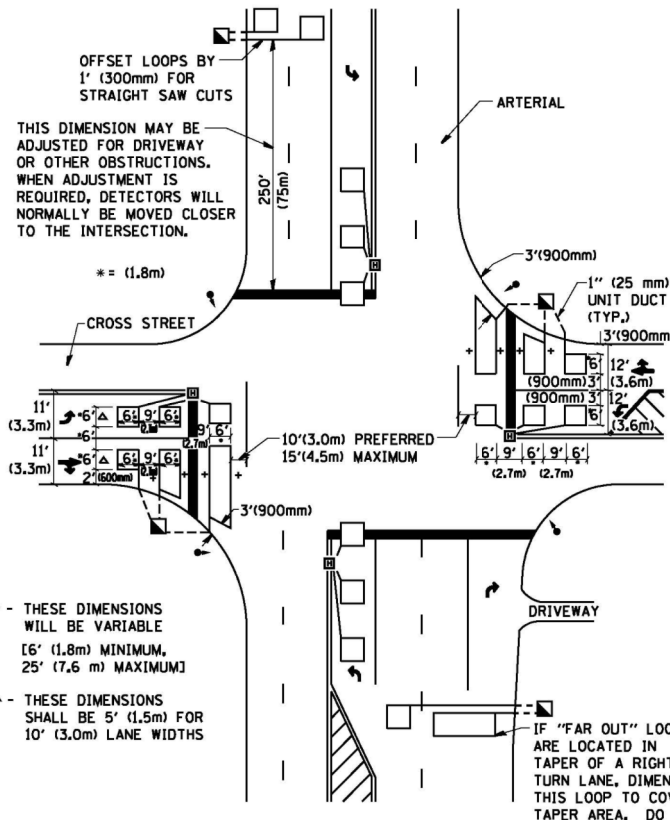 OFFSET LOOPS BY
1' (300mm) FOR
STRAIGHT SAW CUTS
ARTERIAL
THIS DIMENSION MAY BE
ADJUSTED FOR DRIVEWAY
OR OTHER OBSTRUCTIONS.
WHEN ADJUSTMENT IS
REQUIRED, DETECTORS WILL
NORMALLY BE MOVED CLOSER
TO THE INTERSECTION.
250'
(75m)
* = (1.8m)
H
3'(900mm)
1" (25 mm)
UNIT DUCT
(TYP.)
CROSS STREET
3'(900mm)
6'
12'
(3.6m)
(900mm) 3'
(900mm) 3'
6'
12'
(3.6m)
H
H
11'
(3.3m)
*6'
6' 9' 6'
*6'
9' 6'
(2.7m)
11'
(3.3m)
*6'
6' 9' 6'
2' (600mm)
10'(3.0m) PREFERRED
15'(4.5m) MAXIMUM
6' 9' 6' 9' 6'
(2.7m) (2.7m)
3'(900mm)
H
- THESE DIMENSIONS
WILL BE VARIABLE
[6' (1.8m) MINIMUM,
25' (7.6 m) MAXIMUM]
DRIVEWAY
- THESE DIMENSIONS
SHALL BE 5' (1.5m) FOR
10' (3.0m) LANE WIDTHS
IF "FAR OUT" LOO
ARE LOCATED IN
TAPER OF A RIGHT
TURN LANE, DIMEN
THIS LOOP TO COV
TAPER AREA. DO